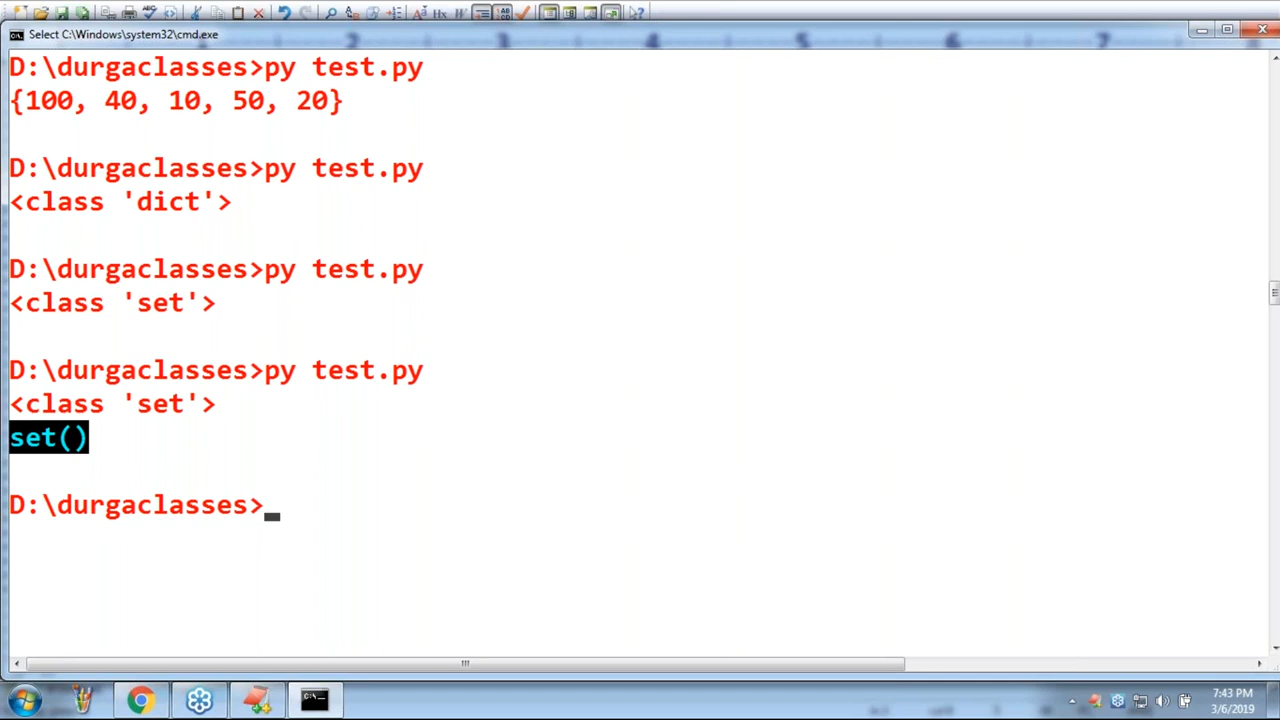 Select C:\Windows\system32\cmd.exe
D:\durgaclasses>py test.py
{100, 40, 10, 50, 20}
D:\durgaclasses>py test.py
<class 'dict'>
D:\durgaclasses>py test.py
<class 'set'>
D:\durgaclasses>py test.py
<class 'set'>
set()
D:\durgaclasses>
7:43 PM
3/6/2019